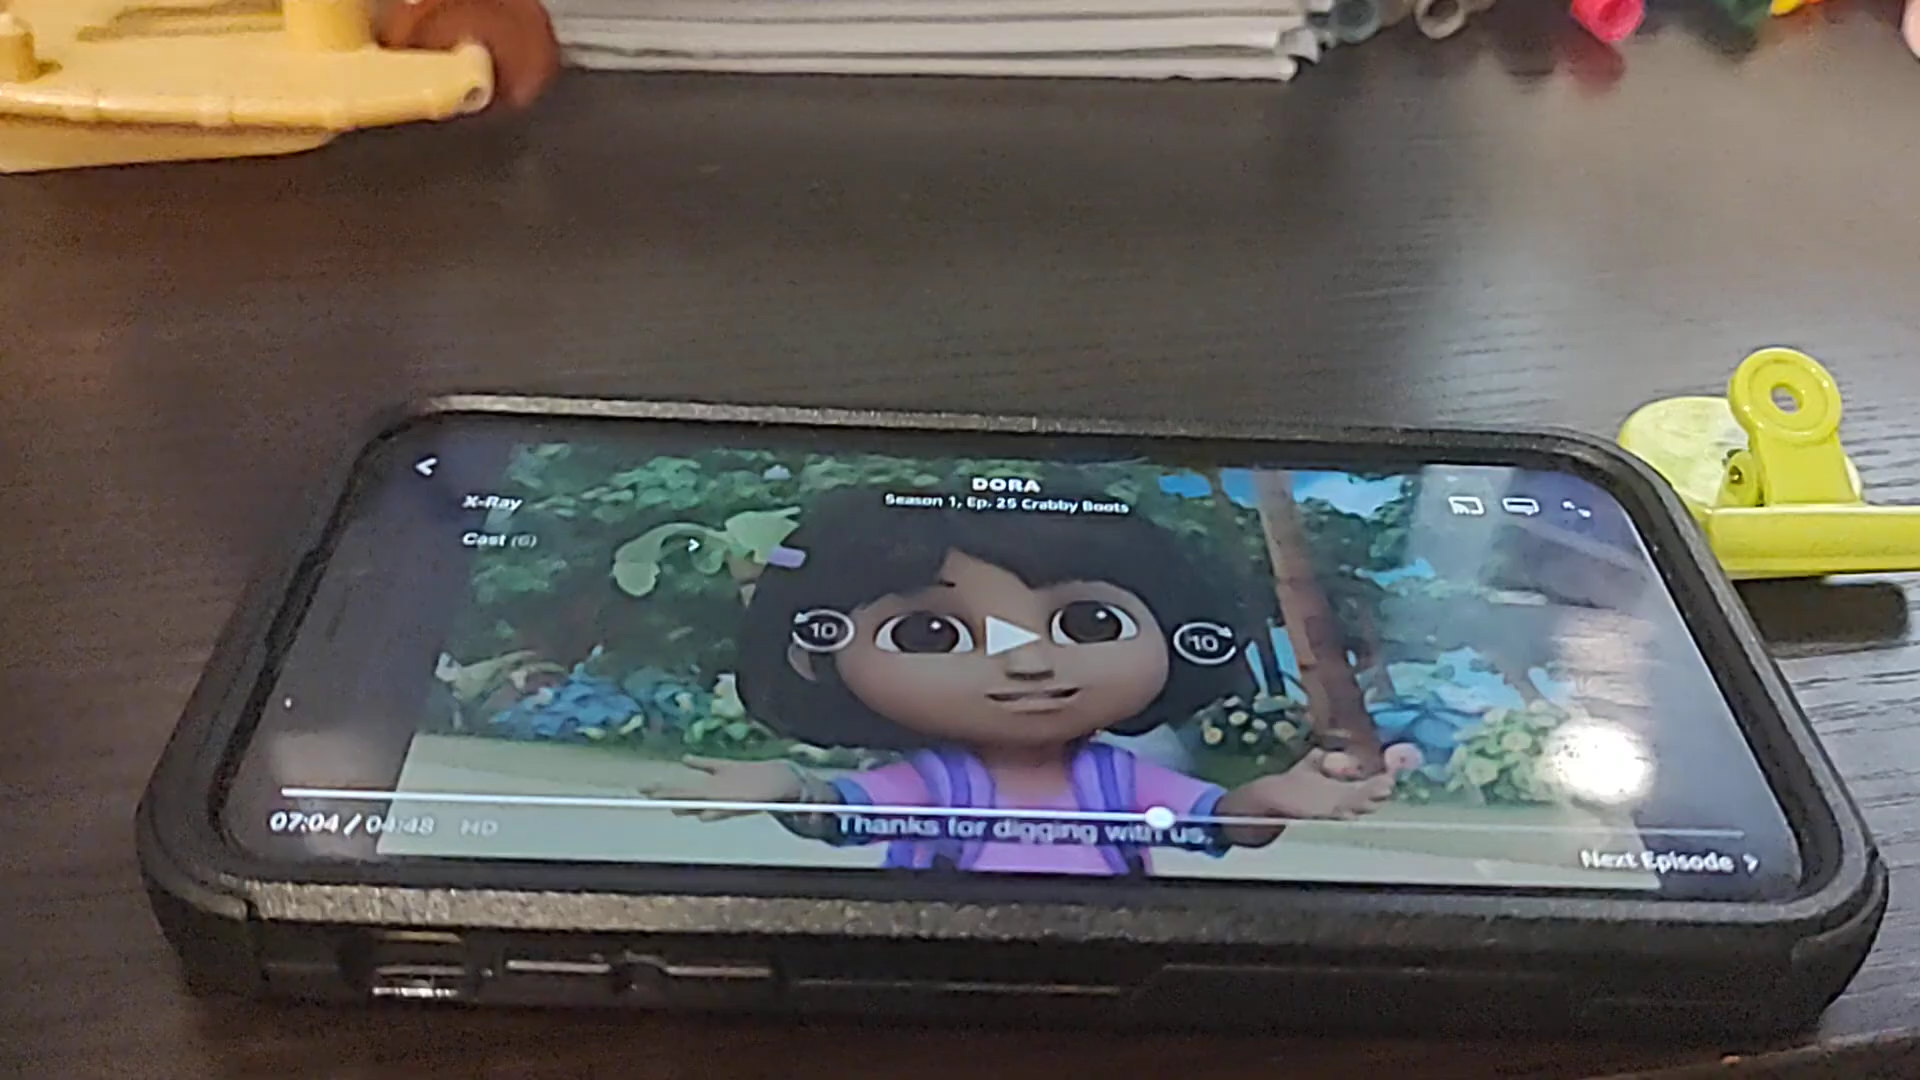 DORA
Season 1, Ep. 25 Crabby Boots
X-Ray
Cast (6)
10
10
07:04 / 04:48 HD
Thanks for digging with us.
Next Episode